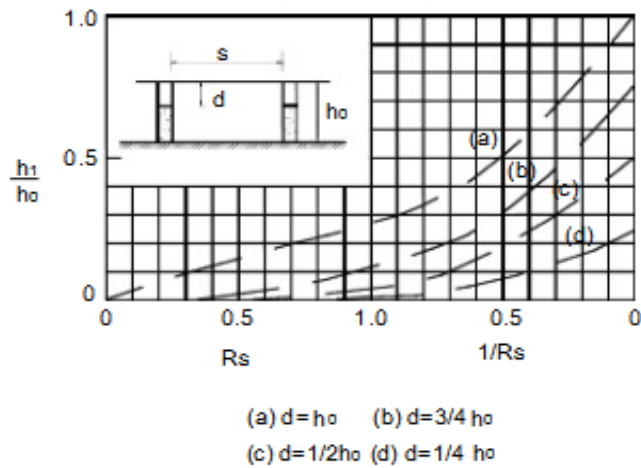 1.0
s
d
h₀
(a)
h₁
h₀
0.5
(b)
(c)
(d)
0
0
0.5
1.0
0.5
0
Rs
1/Rs
(a) d=h₀ (b) d=3/4 h₀
(c) d=1/2h₀ (d) d=1/4 h₀